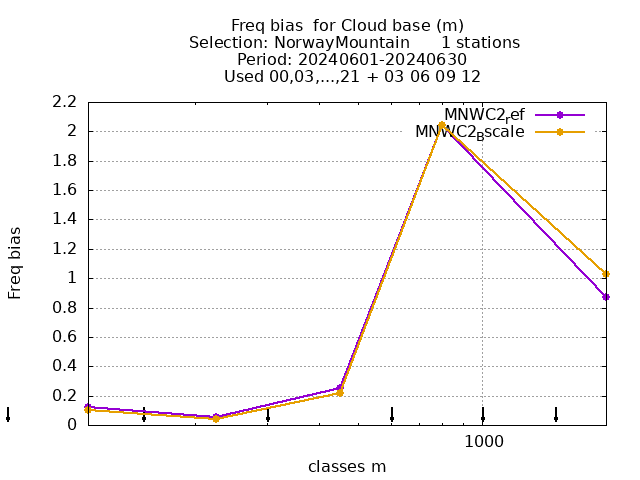 Freq bias  for Cloud base (m)
Selection: NorwayMountain      1 stations
Period: 20240601-20240630
Used 00,03,...,21 + 03 06 09 12
MNWC2ref
MNWC2Bscale
2.2
2
1.8
1.6
1.4
1.2
1
0.8
0.6
0.4
0.2
0
Freq bias
1000
classes m